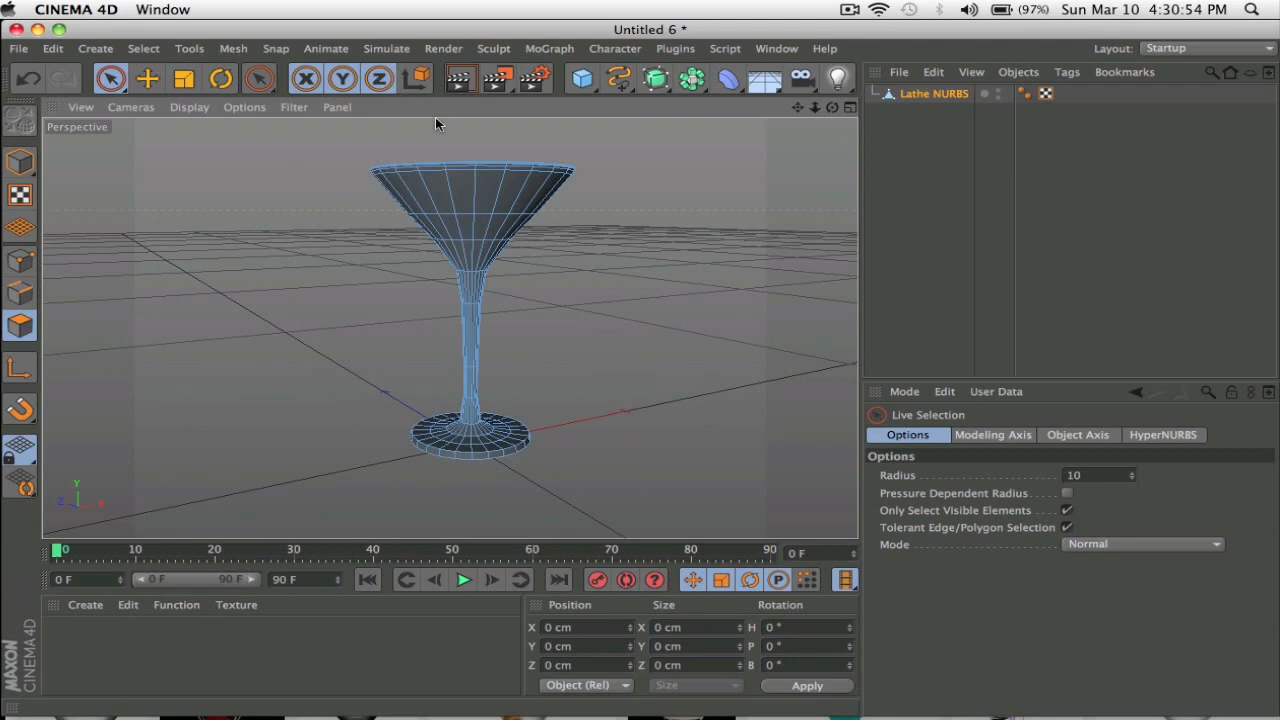 CINEMA 4D Window (97%) Sun Mar 10 4:30:54 PM
Untitled 6 *
File Edit Create Select Tools Mesh Snap Animate Simulate Render Sculpt MoGraph Character Plugins Script Window Help Layout: Startup
X Y Z
File Edit View Objects Tags Bookmarks
Lathe NURBS
View Cameras Display Options Filter Panel
Perspective
Y
Z X
Mode Edit User Data
Live Selection
Options Modeling Axis Object Axis HyperNURBS
Options
Radius 10
Pressure Dependent Radius
Only Select Visible Elements
Tolerant Edge/Polygon Selection
Mode Normal
0 10 20 30 40 50 60 70 80 90 0 F
0 F 0 F 90 F 90 F
P
Create Edit Function Texture
Position Size Rotation
X 0 cm X 0 cm H 0 °
Y 0 cm Y 0 cm P 0 °
Z 0 cm Z 0 cm B 0 °
Object (Rel) Size Apply
MAXON
CINEMA 4D